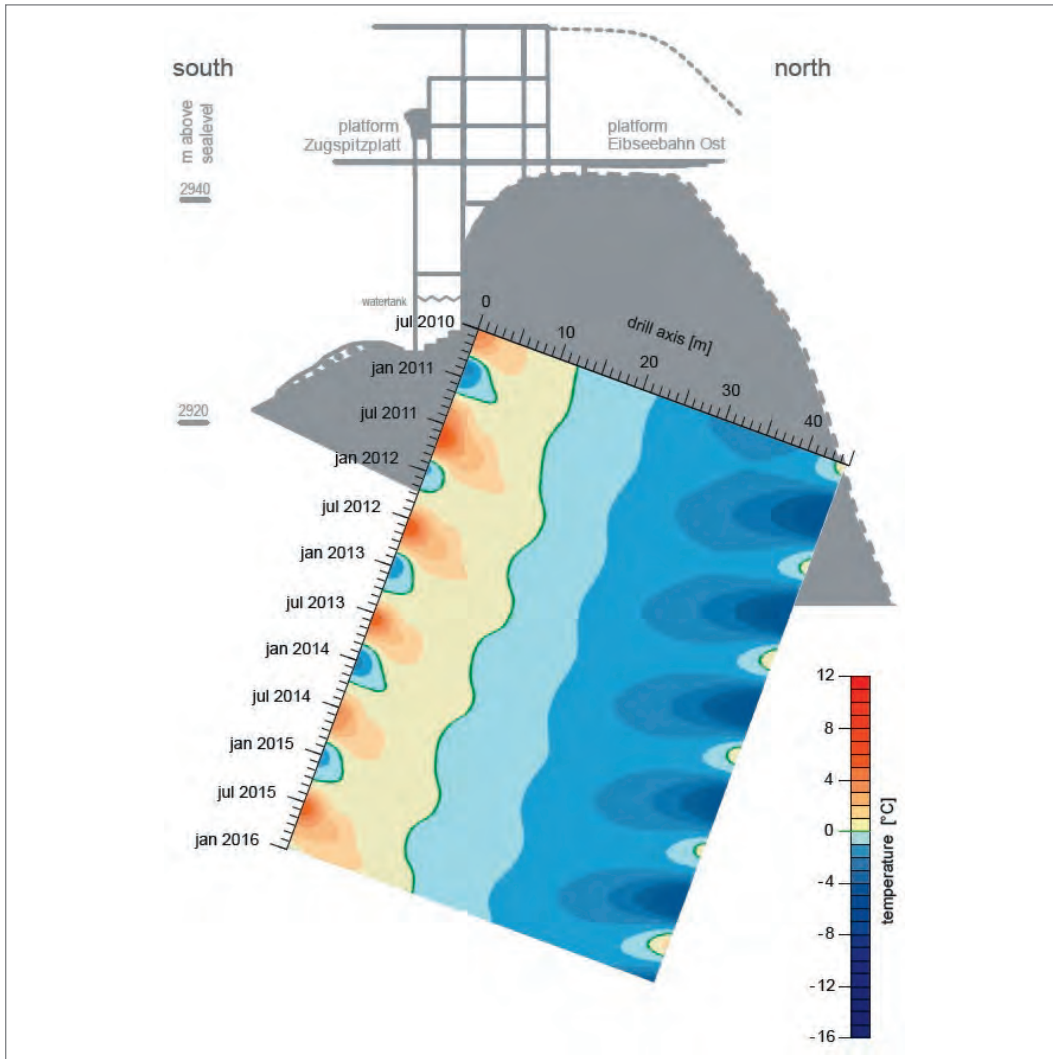 south
north
m above
sealevel
platform
Zugspitzplatt
platform
Eibseebahn Ost
2940
watertank
0
jul 2010
10
drill axis [m]
20
30
40
jan 2011
jul 2011
2920
jan 2012
jul 2012
jan 2013
jul 2013
jan 2014
jul 2014
jan 2015
jul 2015
jan 2016
12
8
4
0
-4
-8
-12
-16
temperature [°C]